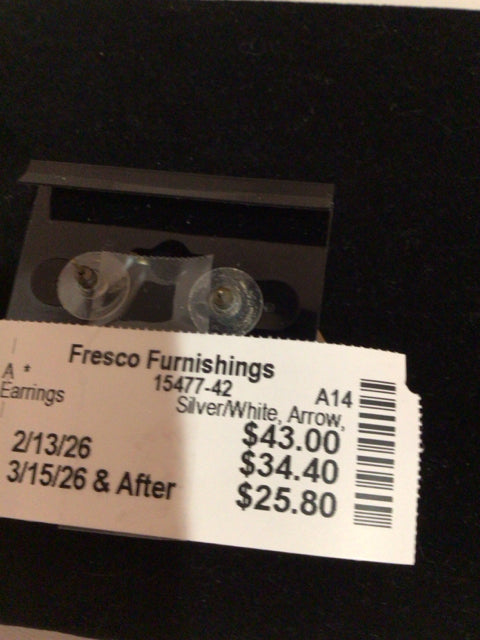 Fresco Furnishings
15477-42
A * A14
Earrings Silver/White, Arrow,
$43.00
2/13/26 $34.40
3/15/26 & After $25.80